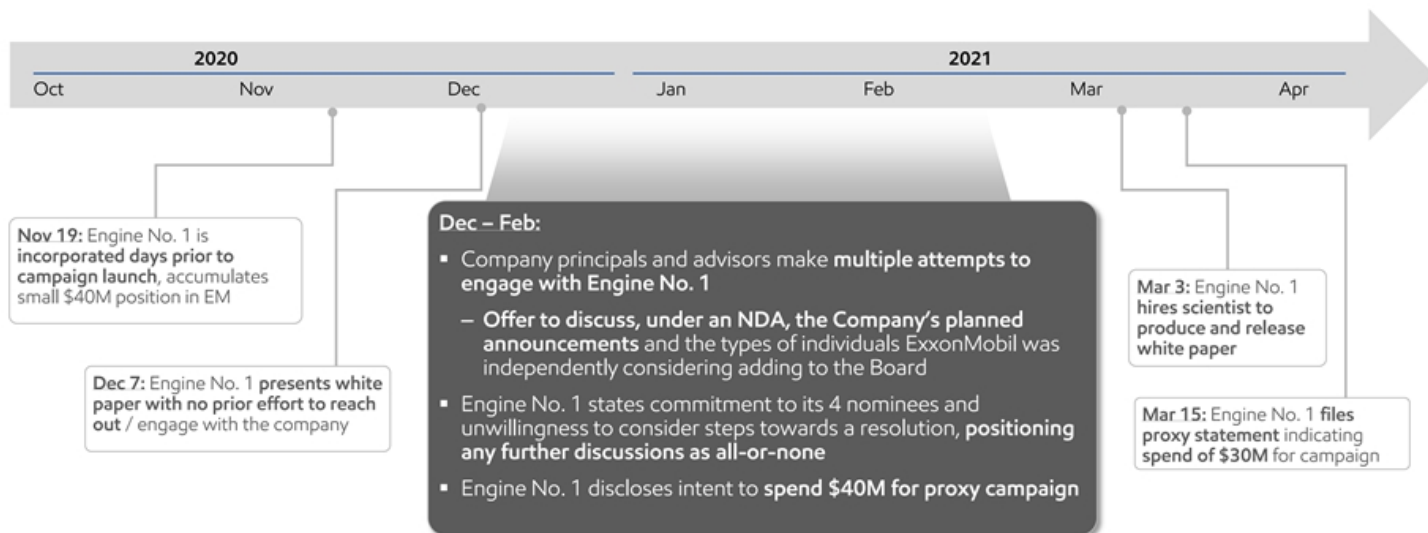 2020
2021
Oct
Nov
Dec
Jan
Feb
Mar
Apr
Nov 19: Engine No. 1 is
incorporated days prior to
campaign launch, accumulates
small $40M position in EM
Dec 7: Engine No. 1 presents white
paper with no prior effort to reach
out / engage with the company
Dec – Feb:
▪ Company principals and advisors make multiple attempts to
engage with Engine No. 1
– Offer to discuss, under an NDA, the Company's planned
announcements and the types of individuals ExxonMobil was
independently considering adding to the Board
▪ Engine No. 1 states commitment to its 4 nominees and
unwillingness to consider steps towards a resolution, positioning
any further discussions as all-or-none
▪ Engine No. 1 discloses intent to spend $40M for proxy campaign
Mar 3: Engine No. 1
hires scientist to
produce and release
white paper
Mar 15: Engine No. 1 files
proxy statement indicating
spend of $30M for campaign